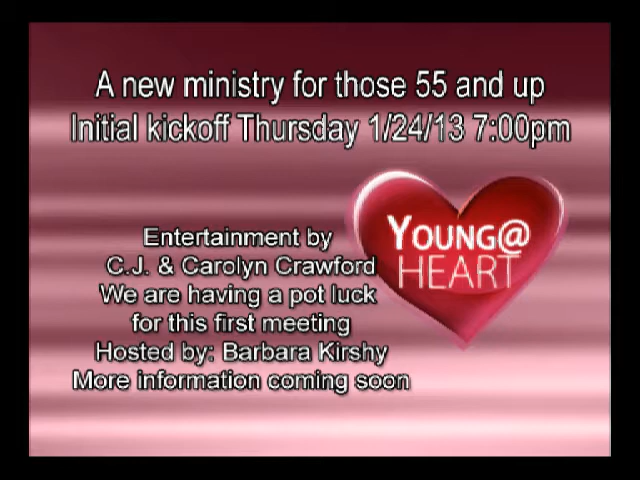 A new ministry for those 55 and up
Initial kickoff Thursday 1/24/13 7:00pm
YOUNG@
HEART
Entertainment by
C.J. & Carolyn Crawford
We are having a pot luck
for this first meeting
Hosted by: Barbara Kirshy
More information coming soon